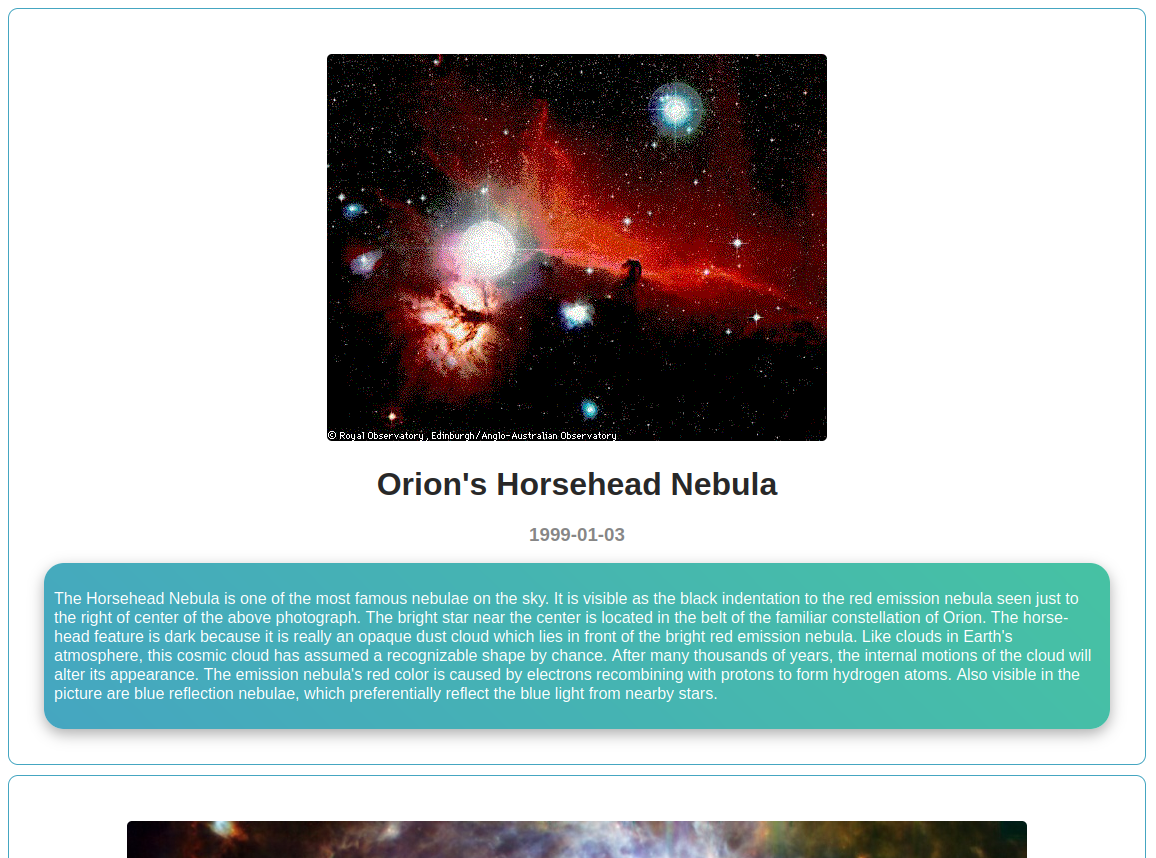 © Royal Observatory, Edinburgh/Anglo-Australian Observatory
Orion's Horsehead Nebula
1999-01-03
The Horsehead Nebula is one of the most famous nebulae on the sky. It is visible as the black indentation to the red emission nebula seen just to
the right of center of the above photograph. The bright star near the center is located in the belt of the familiar constellation of Orion. The horse-
head feature is dark because it is really an opaque dust cloud which lies in front of the bright red emission nebula. Like clouds in Earth's
atmosphere, this cosmic cloud has assumed a recognizable shape by chance. After many thousands of years, the internal motions of the cloud will
alter its appearance. The emission nebula's red color is caused by electrons recombining with protons to form hydrogen atoms. Also visible in the
picture are blue reflection nebulae, which preferentially reflect the blue light from nearby stars.